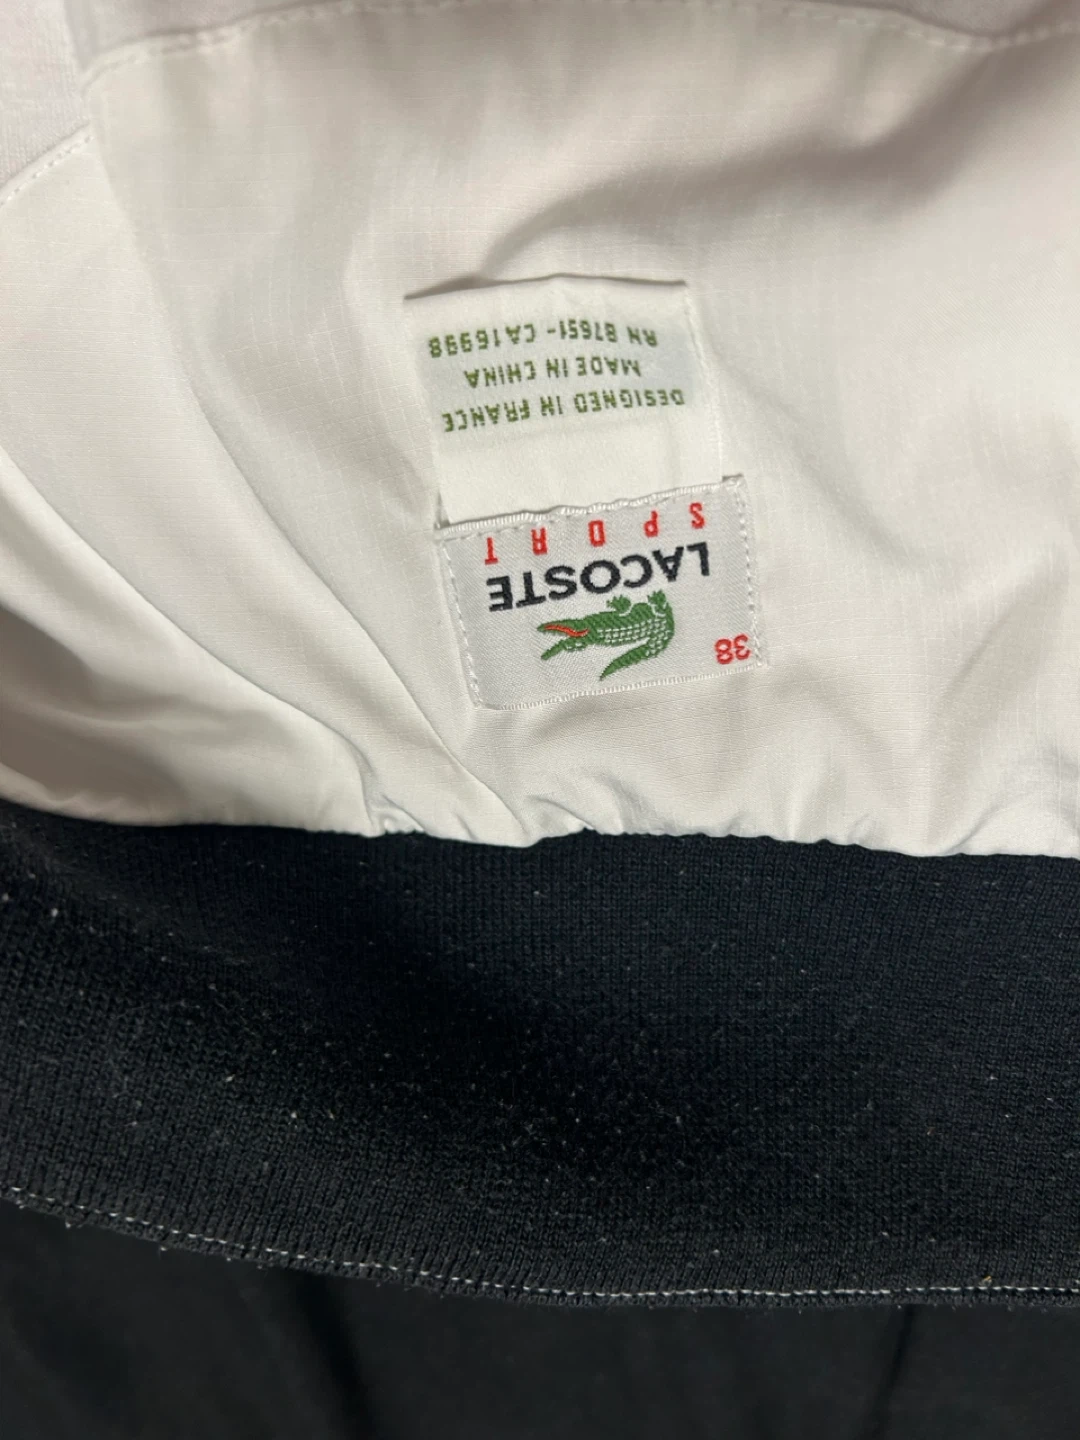 38
LACOSTE
SPORT
DESIGNED IN FRANCE
MADE IN CHINA
RN 87651- CA16998